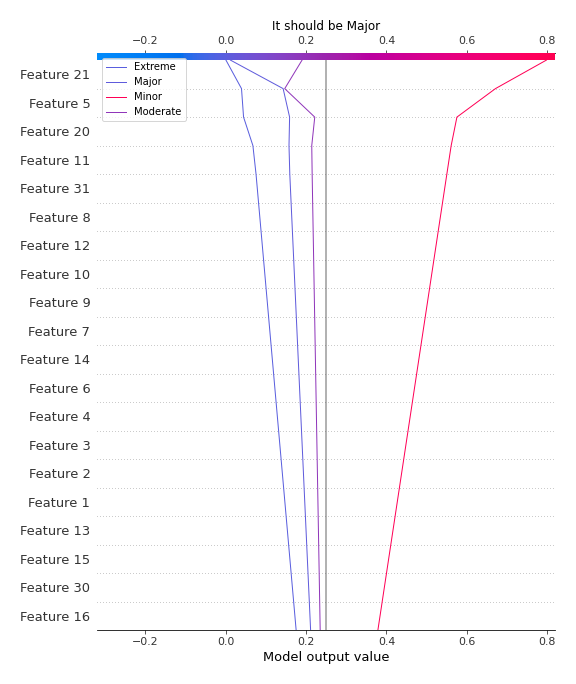 It should be Major
−0.2 0.0 0.2 0.4 0.6 0.8
Extreme
Major
Minor
Moderate
Feature 21
Feature 5
Feature 20
Feature 11
Feature 31
Feature 8
Feature 12
Feature 10
Feature 9
Feature 7
Feature 14
Feature 6
Feature 4
Feature 3
Feature 2
Feature 1
Feature 13
Feature 15
Feature 30
Feature 16
−0.2 0.0 0.2 0.4 0.6 0.8
Model output value